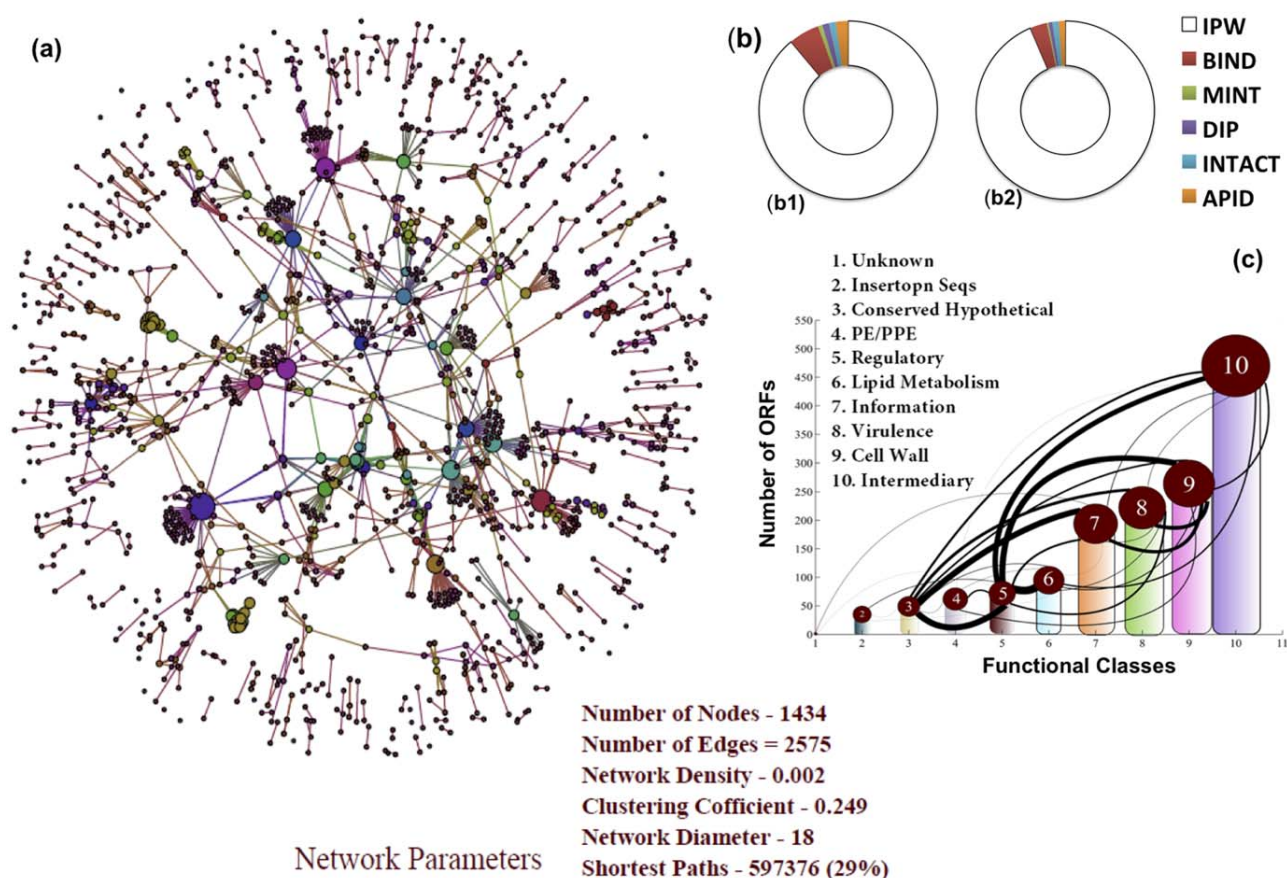 (a)
(b)
(b1)
(b2)
IPW
BIND
MINT
DIP
INTACT
APID
(c)
1. Unknown
2. Insertopn Seqs
3. Conserved Hypothetical
4. PE/PPE
5. Regulatory
6. Lipid Metabolism
7. Information
8. Virulence
9. Cell Wall
10. Intermediary
Number of ORFs
550
500
450
400
350
300
250
200
150
100
50
0
2
3
4
5
6
7
8
9
10
1 2 3 4 5 6 7 8 9 10 11
Functional Classes
Number of Nodes - 1434
Number of Edges = 2575
Network Density - 0.002
Clustering Cofficient - 0.249
Network Diameter - 18
Network Parameters
Shortest Paths - 597376 (29%)